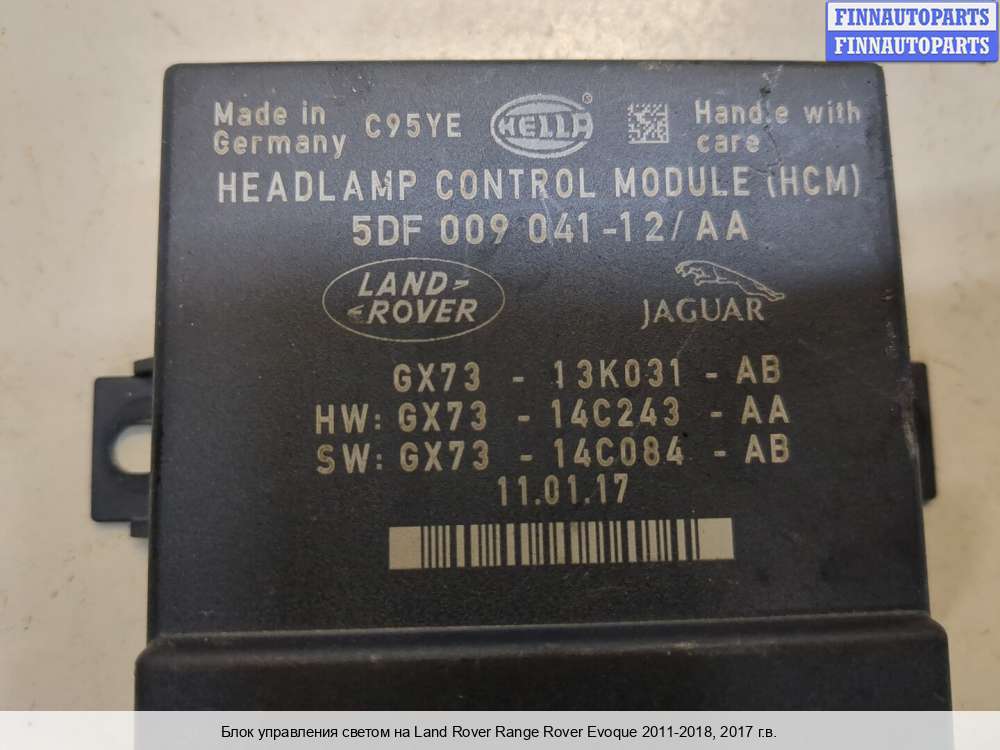 FINNAUTOPARTS
FINNAUTOPARTS
Made in Germany
C95YE
HELLA
Handle with care
HEADLAMP CONTROL MODULE (HCM)
5DF 009 041-12/AA
LAND-ROVER
JAGUAR
GX73 - 13K031 - AB
HW: GX73 - 14C243 - AA
SW: GX73 - 14C084 - AB
11.01.17
Блок управления светом на Land Rover Range Rover Evoque 2011-2018, 2017 г.в.